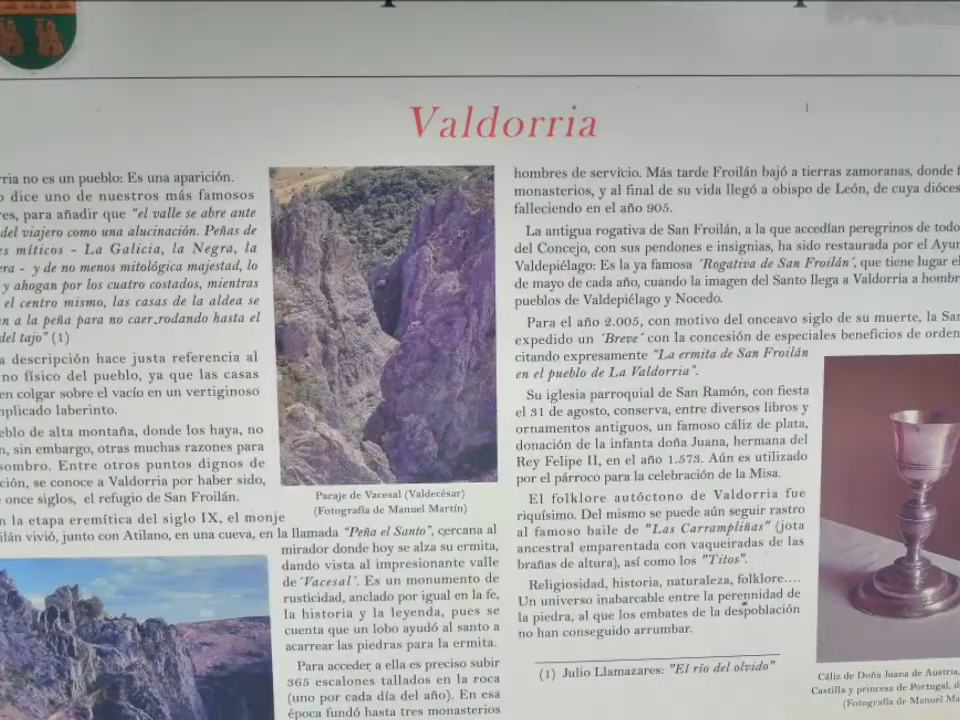 Valdorria
rria no es un pueblo: Es una aparición.
o dice uno de nuestros más famosos
res, para añadir que "el valle se abre ante
del viajero como una alucinación. Peñas de
es míticos - La Galicia, la Negra, la
era - y de no menos mitológica majestad, lo
y ahogan por los cuatro costados, mientras
el centro mismo, las casas de la aldea se
an a la peña para no caer rodando hasta el
del tajo" (1)
a descripción hace justa referencia al
no físico del pueblo, ya que las casas
en colgar sobre el vacío en un vertiginoso
mplicado laberinto.
eblo de alta montaña, donde los haya, no
n, sin embargo, otras muchas razones para
sombro. Entre otros puntos dignos de
ción, se conoce a Valdorria por haber sido,
once siglos, el refugio de San Froilán.
n la etapa eremítica del siglo IX, el monje
ilán vivió, junto con Atilano, en una cueva, en la llamada "Peña el Santo", cercana al
mirador donde hoy se alza su ermita,
dando vista al impresionante valle
de ´Vacesal´. Es un monumento de
rusticidad, anclado por igual en la fe,
la historia y la leyenda, pues se
cuenta que un lobo ayudó al santo a
acarrear las piedras para la ermita.
Para acceder a ella es preciso subir
365 escalones tallados en la roca
(uno por cada día del año). En esa
época fundó hasta tres monasterios
Paraje de Vacesal (Valdecésar)
(Fotografía de Manuel Martín)
hombres de servicio. Más tarde Froilán bajó a tierras zamoranas, donde f
monasterios, y al final de su vida llegó a obispo de León, de cuya dióces
falleciendo en el año 905.
La antigua rogativa de San Froilán, a la que accedían peregrinos de todo
del Concejo, con sus pendones e insignias, ha sido restaurada por el Ayun
Valdepiélago: Es la ya famosa ´Rogativa de San Froilán´, que tiene lugar el
de mayo de cada año, cuando la imagen del Santo llega a Valdorria a hombr
pueblos de Valdepiélago y Nocedo.
Para el año 2.005, con motivo del onceavo siglo de su muerte, la San
expedido un ´Breve´ con la concesión de especiales beneficios de orden
citando expresamente "La ermita de San Froilán
en el pueblo de La Valdorria".
Su iglesia parroquial de San Ramón, con fiesta
el 31 de agosto, conserva, entre diversos libros y
ornamentos antiguos, un famoso cáliz de plata,
donación de la infanta doña Juana, hermana del
Rey Felipe II, en el año 1.573. Aún es utilizado
por el párroco para la celebración de la Misa.
El folklore autóctono de Valdorria fue
riquísimo. Del mismo se puede aún seguir rastro
al famoso baile de "Las Carrampliñas" (jota
ancestral emparentada con vaqueiradas de las
brañas de altura), así como los "Titos".
Religiosidad, historia, naturaleza, folklore....
Un universo inabarcable entre la perennidad de
la piedra, al que los embates de la despoblación
no han conseguido arrumbar.
(1) Julio Llamazares: "El río del olvido"
Cáliz de Doña Juana de Austria,
Castilla y princesa de Portugal, d
(Fotografía de Manuel Ma